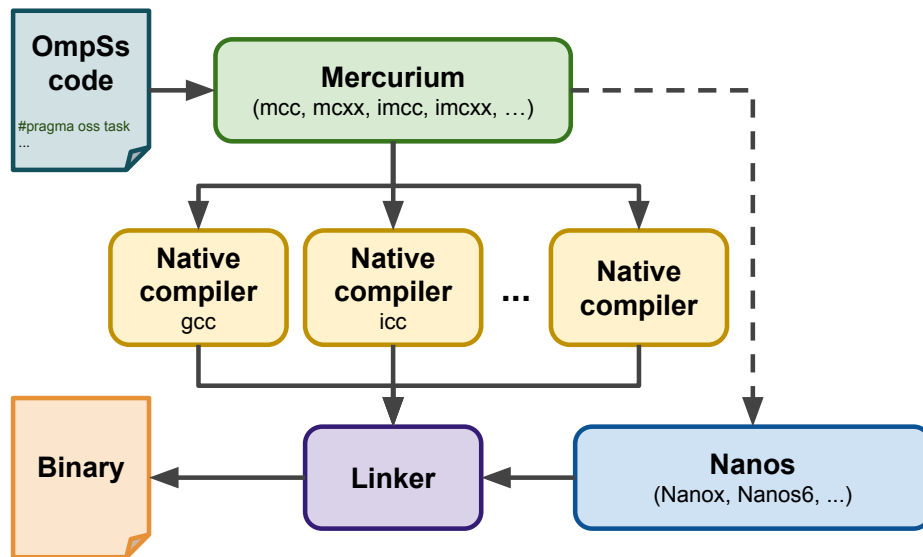 OmpSs
code
#pragma oss task
...
Mercurium
(mcc, mcxx, imcc, imcxx, …)
Native
compiler
gcc
Native
compiler
icc
...
Native
compiler
Binary
Linker
Nanos
(Nanox, Nanos6, ...)